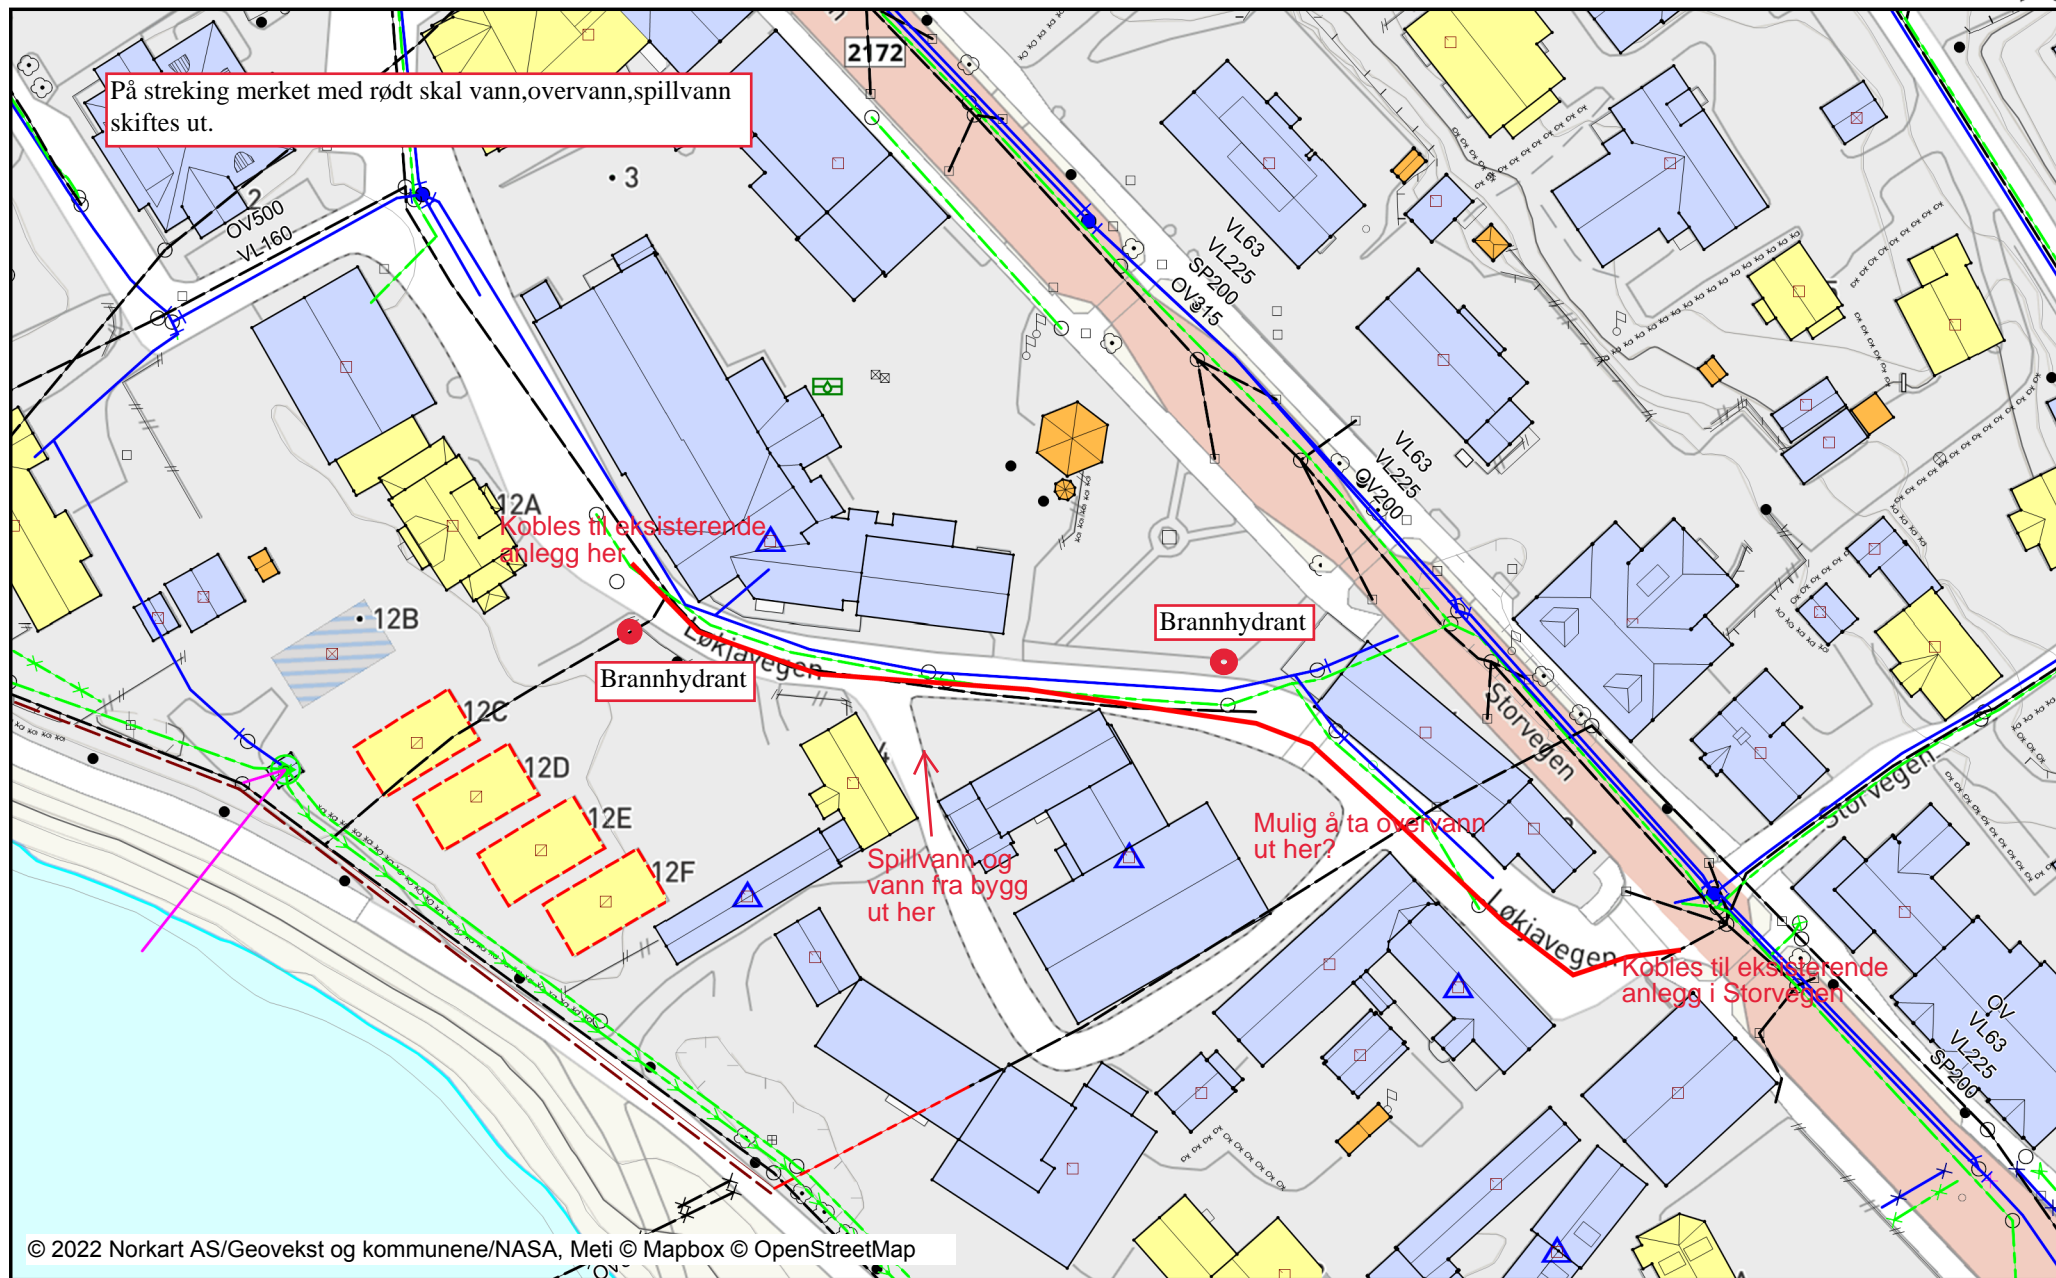 2172
På streking merket med rødt skal vann,overvann,spillvann
skiftes ut.
3
2
OV500
VL160
VL63
VL225
SP200
OV315
VL63
VL225
OV200
12A
Kobles til eksisterende
anlegg her
12B
Løkjavegen
Brannhydrant
Brannhydrant
12C
12D
12E
12F
4
Storvegen
Storvegen
Spillvann og
vann fra bygg
ut her
Mulig å ta overvann
ut her?
Løkjavegen
Kobles til eksisterende
anlegg i Storvegen
OV
VL63
VL225
SP200
© 2022 Norkart AS/Geovekst og kommunene/NASA, Meti © Mapbox © OpenStreetMap